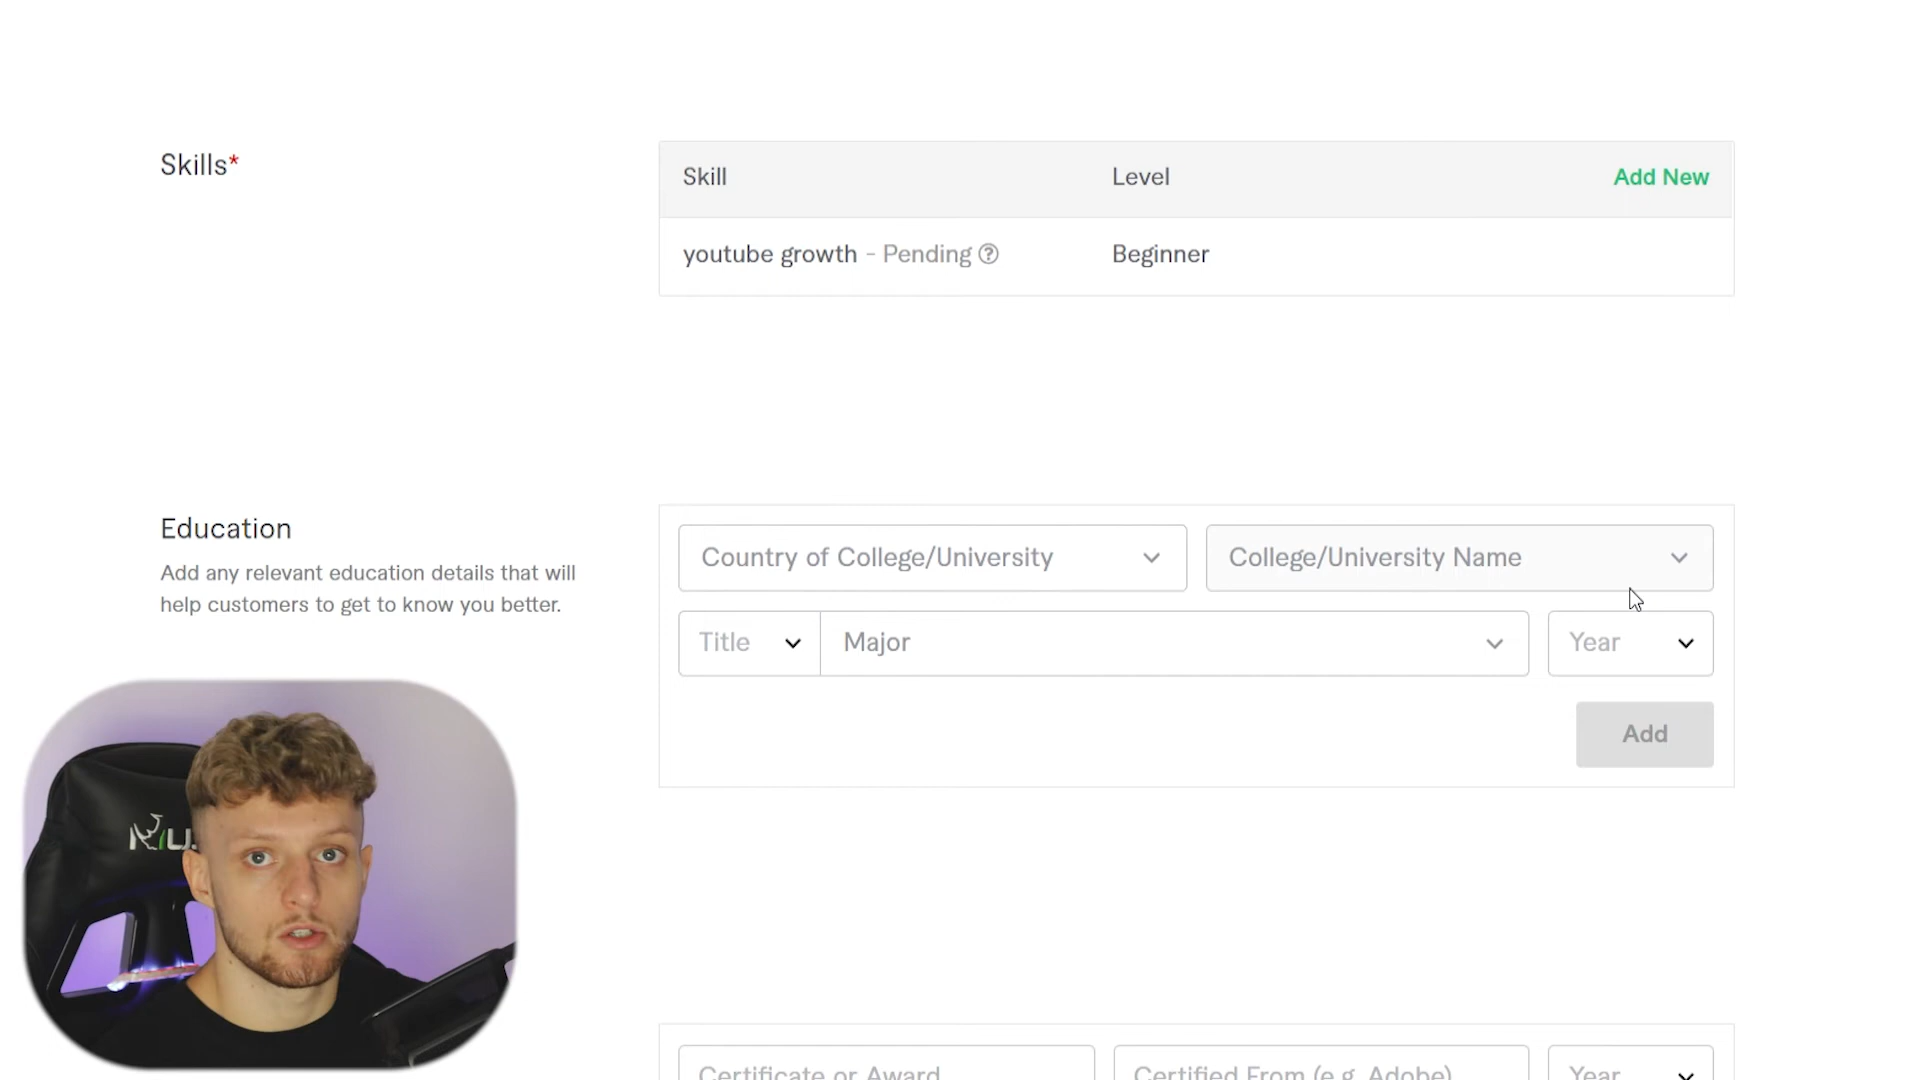 Skills*
Skill Level Add New
youtube growth - Pending ?
Beginner
Education
Add any relevant education details that will
help customers to get to know you better.
Country of College/University
College/University Name
Title
Major
Year
Add
Certificate or Award
Certified From (e.g. Adobe)
Year